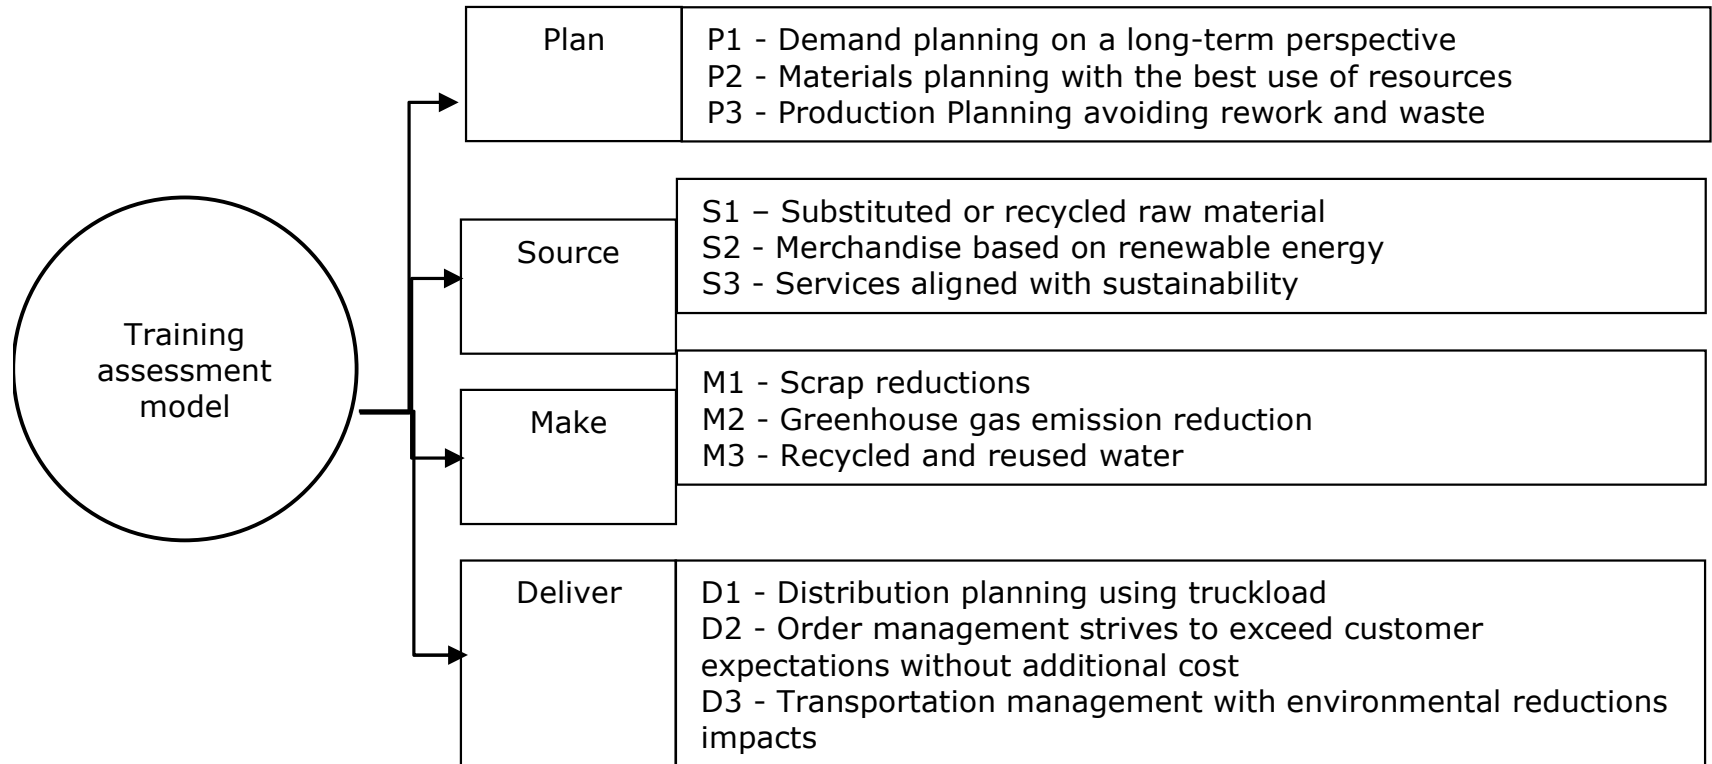 Training
assessment
model
Plan
P1 - Demand planning on a long-term perspective
P2 - Materials planning with the best use of resources
P3 - Production Planning avoiding rework and waste
Source
S1 – Substituted or recycled raw material
S2 - Merchandise based on renewable energy
S3 - Services aligned with sustainability
Make
M1 - Scrap reductions
M2 - Greenhouse gas emission reduction
M3 - Recycled and reused water
Deliver
D1 - Distribution planning using truckload
D2 - Order management strives to exceed customer
expectations without additional cost
D3 - Transportation management with environmental reductions
impacts